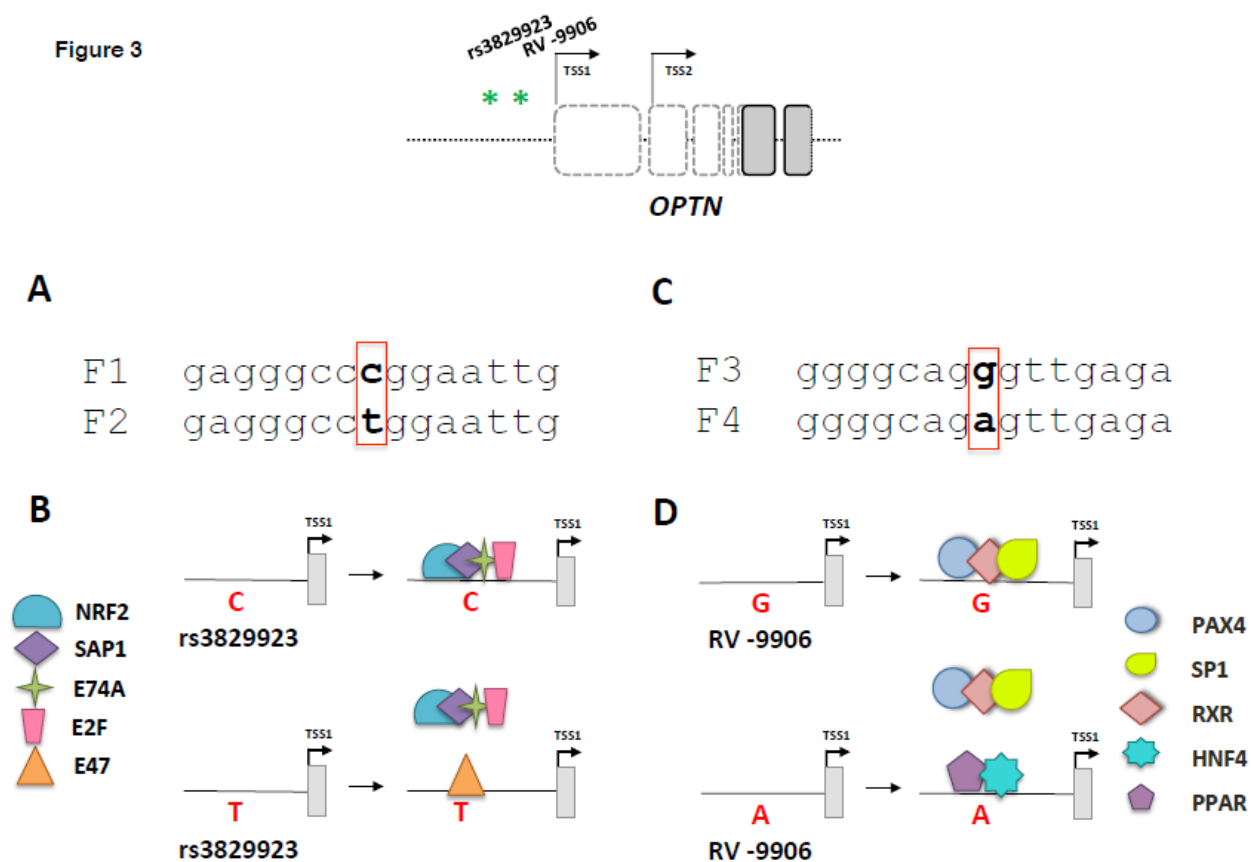 Figure 3
rs3829923
RV -9906
TSS1
TSS2
* *
OPTN
A
F1 gagggcccggaattg
F2 gagggcctggaattg
C
F3 ggggcagggttgaga
F4 ggggcagagttgaga
B
TSS1
TSS1
C
C
rs3829923
NRF2
SAP1
E74A
E2F
E47
TSS1
TSS1
T
T
rs3829923
D
TSS1
TSS1
G
G
RV -9906
PAX4
SP1
RXR
HNF4
PPAR
TSS1
TSS1
A
A
RV -9906